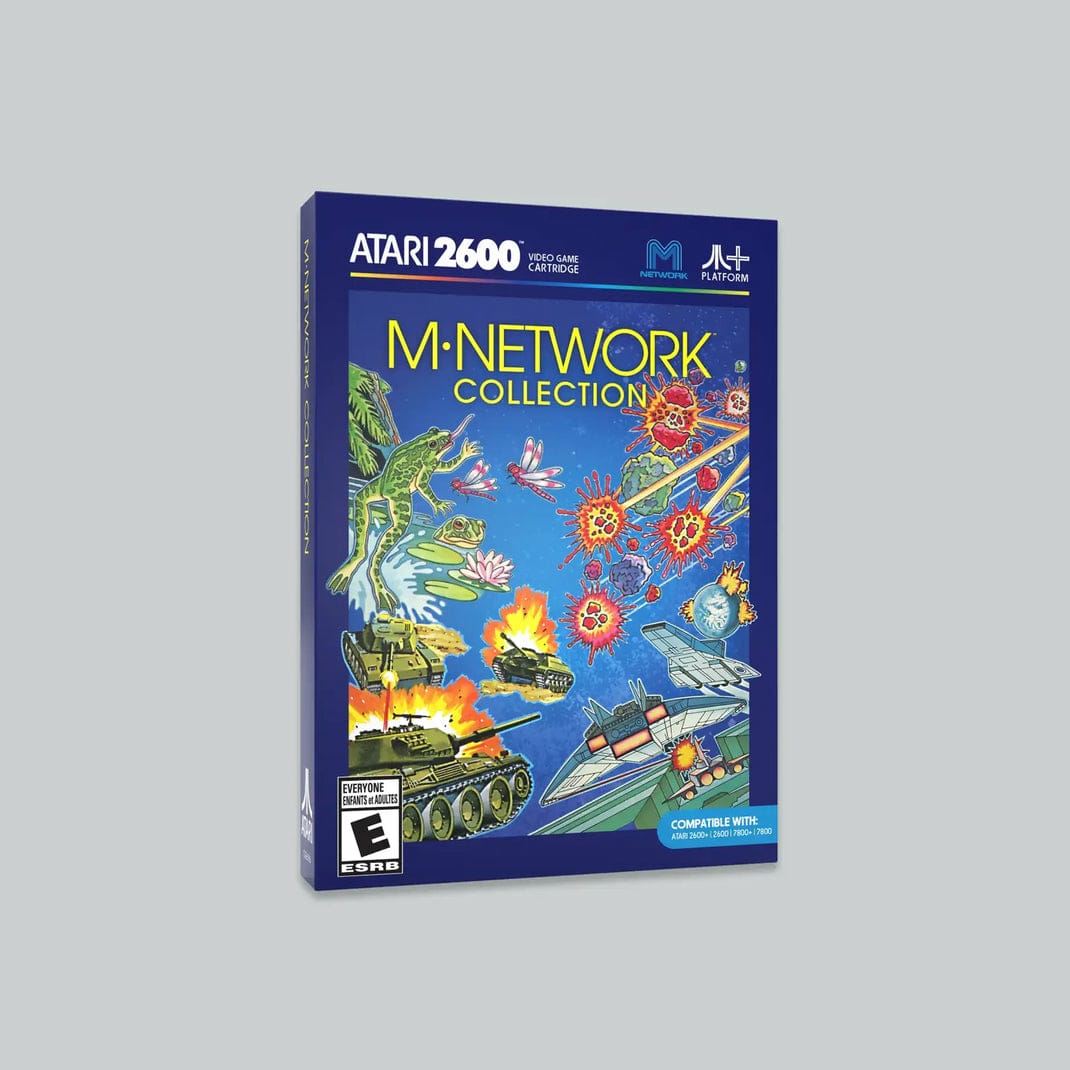 ATARI 2600™ VIDEO GAME CARTRIDGE
M NETWORK
PLATFORM
M·NETWORK™
COLLECTION
M·NETWORK COLLECTION
ATARI
EVERYONE
ENFANTS et ADULTES
E
ESRB
COMPATIBLE WITH:
ATARI 2600+ | 2600 | 7800+ | 7800